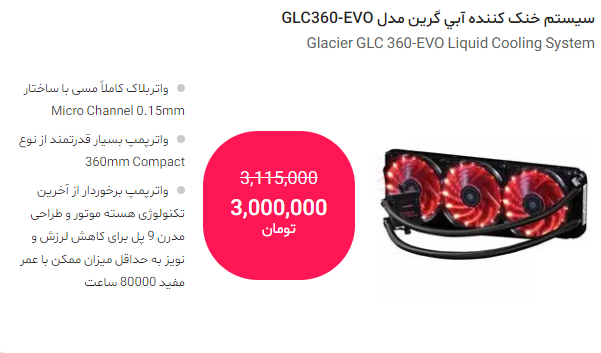 سیستم خنک کننده آبي گرین مدل GLC360-EVO
Glacier GLC 360-EVO Liquid Cooling System
واتربلاک کاملاً مسی با ساختار
Micro Channel 0.15mm
واترپمپ بسیار قدرتمند از نوع
360mm Compact
واترپمپ برخوردار از آخرین
تکنولوژی هسته موتور و طراحی
مدرن 9 پل برای کاهش لرزش و
نویز به حداقل میزان ممکن با عمر
مفید 80000 ساعت
3,115,000
3,000,000
تومان